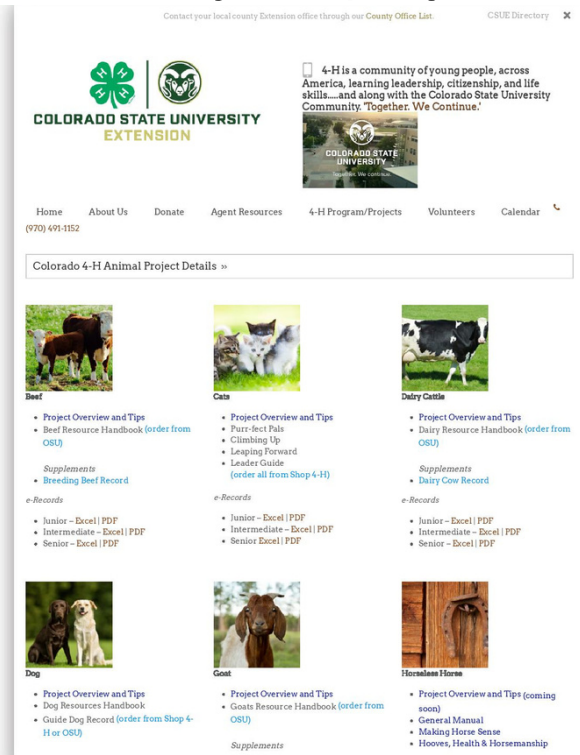 Contact your local county Extension office through our County Office List.
CSUE Directory
4-H is a community of young people, across
America, learning leadership, citizenship, and life
skills.....and along with the Colorado State University
Community. 'Together. We Continue.'
H H H H
COLORADO STATE UNIVERSITY
EXTENSION
COLORADO STATE
UNIVERSITY
Together. We continue.
Home
About Us
Donate
Agent Resources
4-H Program/Projects
Volunteers
Calendar
(970) 491-1152
Colorado 4-H Animal Project Details »
Beef
• Project Overview and Tips
• Beef Resource Handbook (order from
OSU)
Supplements
• Breeding Beef Record
e-Records
• Junior – Excel | PDF
• Intermediate – Excel | PDF
• Senior – Excel | PDF
Cats
• Project Overview and Tips
• Purr-fect Pals
• Climbing Up
• Leaping Forward
• Leader Guide
(order all from Shop 4-H)
e-Records
• Junior – Excel | PDF
• Intermediate – Excel | PDF
• Senior Excel | PDF
Dairy Cattle
• Project Overview and Tips
• Dairy Resource Handbook (order from
OSU)
Supplements
• Dairy Cow Record
e-Records
• Junior – Excel | PDF
• Intermediate – Excel | PDF
• Senior – Excel | PDF
Dog
• Project Overview and Tips
• Dog Resources Handbook
• Guide Dog Record (order from Shop 4-
H or OSU)
Goat
• Project Overview and Tips
• Goats Resource Handbook (order from
OSU)
Supplements
Horseless Horse
• Project Overview and Tips (coming
soon)
• General Manual
• Making Horse Sense
• Hooves, Health & Horsemanship